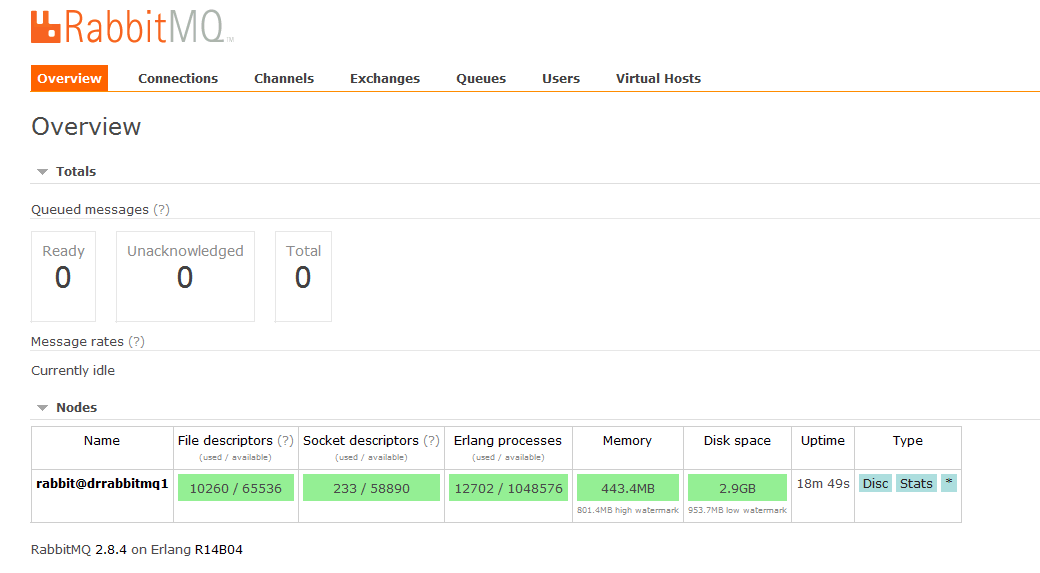 RabbitMQ™
Overview Connections Channels Exchanges Queues Users Virtual Hosts
Overview
Totals
Queued messages (?)
Ready Unacknowledged Total
0 0 0
Message rates (?)
Currently idle
Nodes
Name File descriptors (?) Socket descriptors (?) Erlang processes Memory Disk space Uptime Type
(used / available) (used / available) (used / available)
rabbit@drrabbitmq1 10260 / 65536 233 / 58890 12702 / 1048576 443.4MB 2.9GB 18m 49s Disc Stats *
801.4MB high watermark 953.7MB low watermark
RabbitMQ 2.8.4 on Erlang R14B04